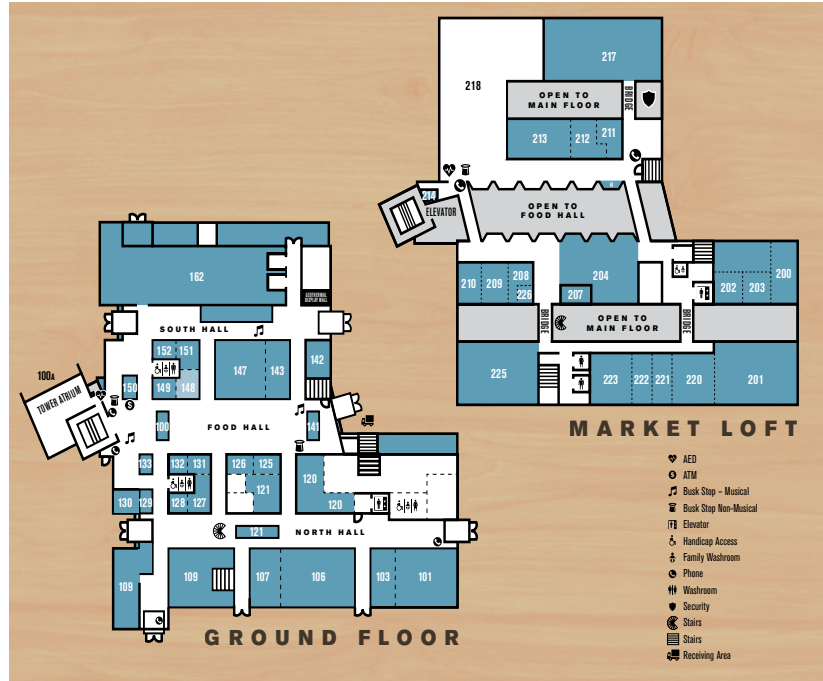 217
218
OPEN TO
MAIN FLOOR
BRIDGE
213
212
211
214
ELEVATOR
OPEN TO
FOOD HALL
210
209
208
226
204
207
202
203
200
BRIDGE
OPEN TO
MAIN FLOOR
BRIDGE
225
223
222
221
220
201
MARKET LOFT
162
GEOTHERMAL
DISPLAY WALL
SOUTH HALL
152
151
149
148
147
143
142
100A
TOWER ATRIUM
150
100
FOOD HALL
141
133
132
131
126
125
121
120
120
130
129
128
127
121
NORTH HALL
109
109
107
106
103
101
GROUND FLOOR
AED
ATM
Busk Stop – Musical
Busk Stop Non-Musical
Elevator
Handicap Access
Family Washroom
Phone
Washroom
Security
Stairs
Stairs
Receiving Area